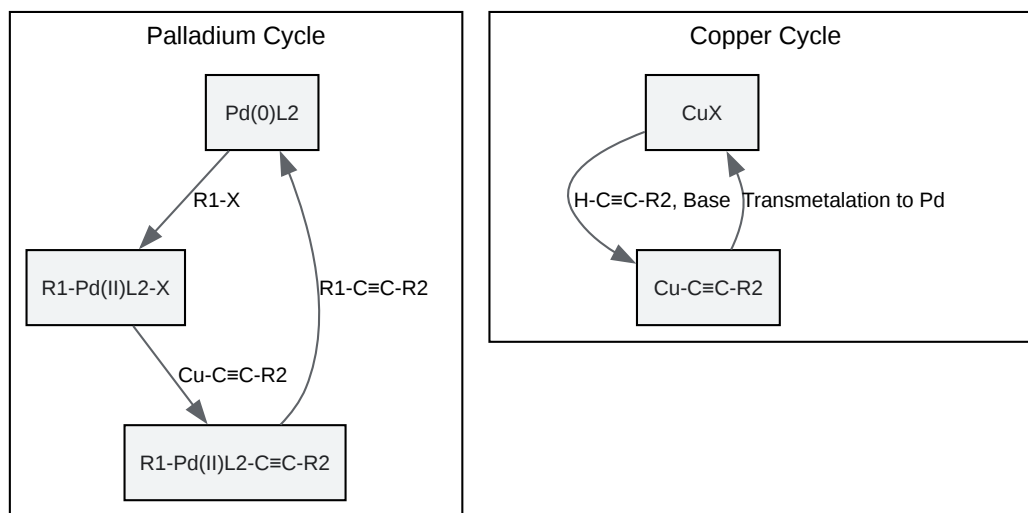 Palladium Cycle
Pd(0)L2
R1-X
R1-Pd(II)L2-X
R1-C≡C-R2
Cu-C≡C-R2
R1-Pd(II)L2-C≡C-R2
Copper Cycle
CuX
H-C≡C-R2, Base
Transmetalation to Pd
Cu-C≡C-R2